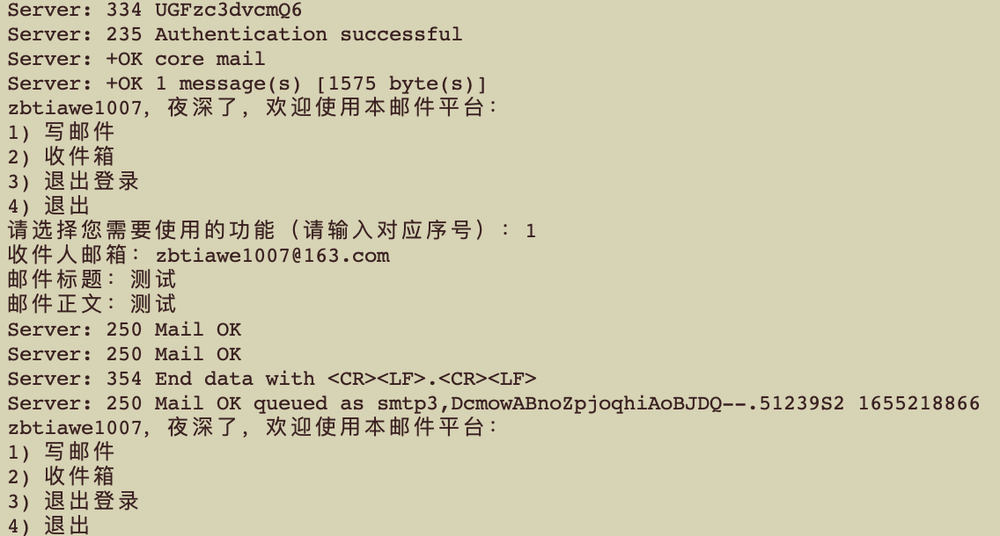 Server: 334 UGFzc3dvcmQ6
Server: 235 Authentication successful
Server: +OK core mail
Server: +OK 1 message(s) [1575 byte(s)]
zbtiawe1007，夜深了，欢迎使用本邮件平台：
1) 写邮件
2) 收件箱
3) 退出登录
4) 退出
请选择您需要使用的功能（请输入对应序号）：1
收件人邮箱：zbtiawe1007@163.com
邮件标题：测试
邮件正文：测试
Server: 250 Mail OK
Server: 250 Mail OK
Server: 354 End data with <CR><LF>.<CR><LF>
Server: 250 Mail OK queued as smtp3,DcmowABnoZpjoqhiAoBJDQ--.51239S2 1655218866
zbtiawe1007，夜深了，欢迎使用本邮件平台：
1) 写邮件
2) 收件箱
3) 退出登录
4) 退出